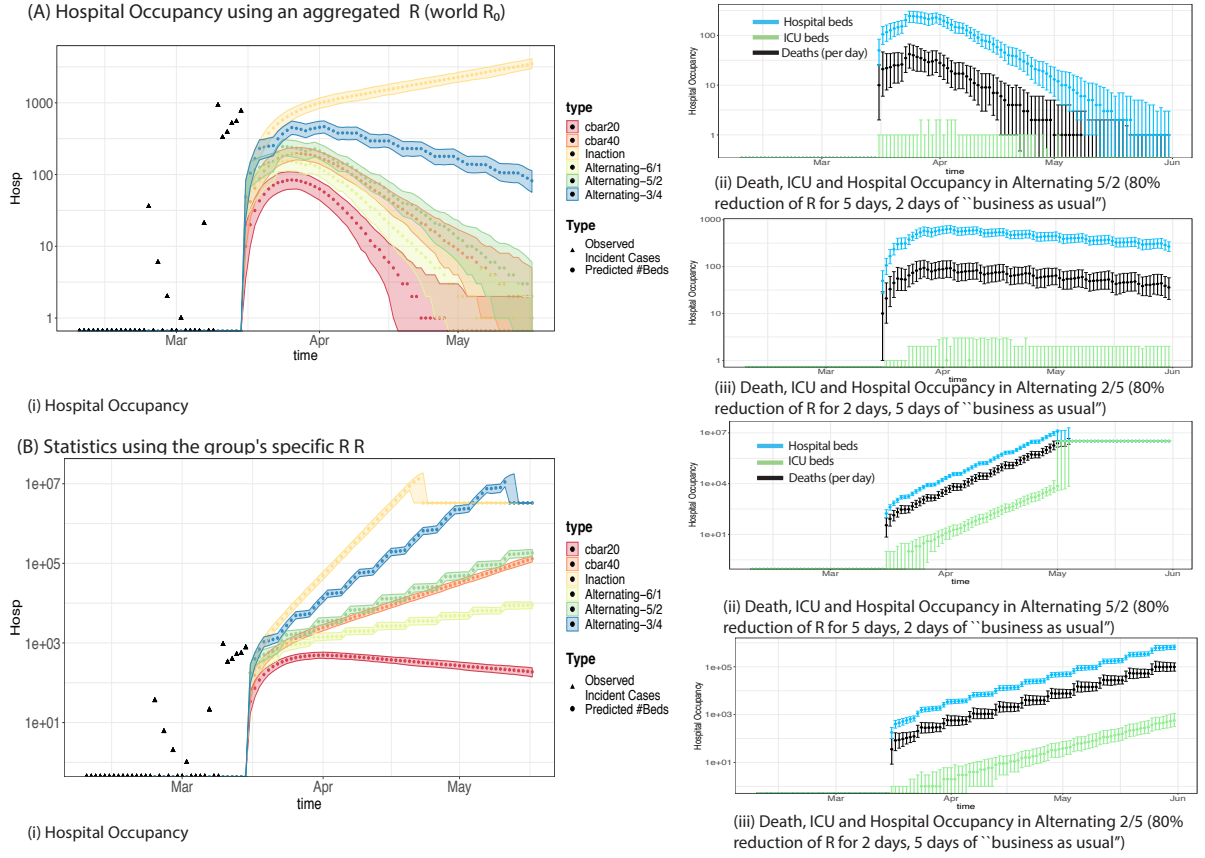 (A) Hospital Occupancy using an aggregated R (world R₀)
Hosp
1000
100
10
1
Mar
Apr
May
time
type
cbar20
cbar40
Inaction
Alternating−6/1
Alternating−5/2
Alternating−3/4
Type
Observed
Incident Cases
Predicted #Beds
(i) Hospital Occupancy
Hospital beds
ICU beds
Deaths (per day)
Hospital Occupancy
100
10
1
Mar
Apr
May
Jun
time
(ii) Death, ICU and Hospital Occupancy in Alternating 5/2 (80%
reduction of R for 5 days, 2 days of ``business as usual”)
Hospital Occupancy
1000
100
10
1
Mar
Apr
May
Jun
time
(iii) Death, ICU and Hospital Occupancy in Alternating 2/5 (80%
reduction of R for 2 days, 5 days of ``business as usual”)
(B) Statistics using the group's specific R R
Hosp
1e+07
1e+05
1e+03
1e+01
Mar
Apr
May
time
type
cbar20
cbar40
Inaction
Alternating−6/1
Alternating−5/2
Alternating−3/4
Type
Observed
Incident Cases
Predicted #Beds
(i) Hospital Occupancy
Hospital beds
ICU beds
Deaths (per day)
Hospital Occupancy
1e+07
1e+04
1e+01
Mar
Apr
May
Jun
time
(ii) Death, ICU and Hospital Occupancy in Alternating 5/2 (80%
reduction of R for 5 days, 2 days of ``business as usual”)
Hospital Occupancy
1e+05
1e+03
1e+01
Mar
Apr
May
Jun
time
(iii) Death, ICU and Hospital Occupancy in Alternating 2/5 (80%
reduction of R for 2 days, 5 days of ``business as usual”)